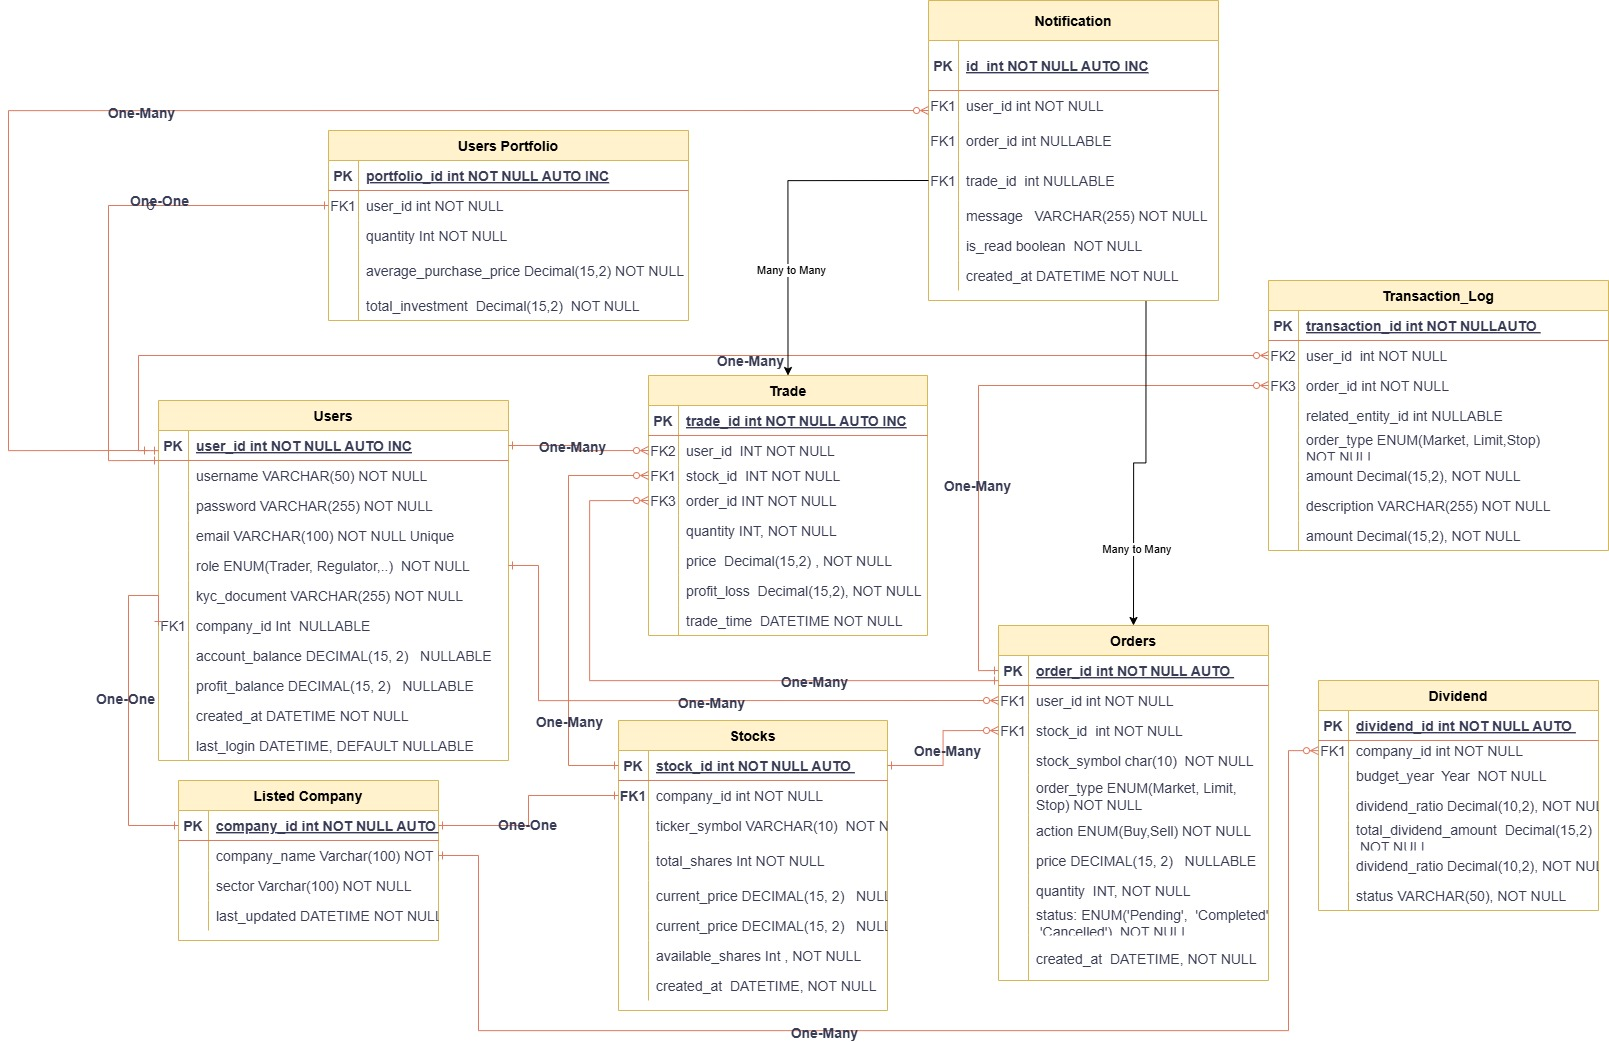 Notification
PK id int NOT NULL AUTO INC
FK1 user_id int NOT NULL
FK1 order_id int NULLABLE
FK1 trade_id int NULLABLE
message VARCHAR(255) NOT NULL
is_read boolean NOT NULL
created_at DATETIME NOT NULL
One-Many
Users Portfolio
PK portfolio_id int NOT NULL AUTO INC
FK1 user_id int NOT NULL
quantity Int NOT NULL
average_purchase_price Decimal(15,2) NOT NULL
total_investment Decimal(15,2) NOT NULL
One-One
Many to Many
Transaction_Log
PK transaction_id int NOT NULLAUTO
FK2 user_id int NOT NULL
FK3 order_id int NOT NULL
related_entity_id int NULLABLE
order_type ENUM(Market, Limit,Stop)
NOT NULL
amount Decimal(15,2), NOT NULL
description VARCHAR(255) NOT NULL
amount Decimal(15,2), NOT NULL
One-Many
Trade
PK trade_id int NOT NULL AUTO INC
FK2 user_id INT NOT NULL
FK1 stock_id INT NOT NULL
FK3 order_id INT NOT NULL
quantity INT, NOT NULL
price Decimal(15,2) , NOT NULL
profit_loss Decimal(15,2), NOT NULL
trade_time DATETIME NOT NULL
Users
PK user_id int NOT NULL AUTO INC
username VARCHAR(50) NOT NULL
password VARCHAR(255) NOT NULL
email VARCHAR(100) NOT NULL Unique
role ENUM(Trader, Regulator,..) NOT NULL
kyc_document VARCHAR(255) NOT NULL
FK1 company_id Int NULLABLE
account_balance DECIMAL(15, 2) NULLABLE
profit_balance DECIMAL(15, 2) NULLABLE
created_at DATETIME NOT NULL
last_login DATETIME, DEFAULT NULLABLE
One-Many
One-Many
Many to Many
One-Many
One-Many
One-One
One-Many
One-Many
One-One
Orders
PK order_id int NOT NULL AUTO
FK1 user_id int NOT NULL
FK1 stock_id int NOT NULL
stock_symbol char(10) NOT NULL
order_type ENUM(Market, Limit,
Stop) NOT NULL
action ENUM(Buy,Sell) NOT NULL
price DECIMAL(15, 2) NULLABLE
quantity INT, NOT NULL
status: ENUM('Pending', 'Completed'
'Cancelled'), NOT NULL
created_at DATETIME, NOT NULL
Dividend
PK dividend_id int NOT NULL AUTO
FK1 company_id int NOT NULL
budget_year Year NOT NULL
dividend_ratio Decimal(10,2), NOT NUL
total_dividend_amount Decimal(15,2)
NOT NULL
dividend_ratio Decimal(10,2), NOT NUL
status VARCHAR(50), NOT NULL
Stocks
PK stock_id int NOT NULL AUTO
FK1 company_id int NOT NULL
ticker_symbol VARCHAR(10) NOT N
total_shares Int NOT NULL
current_price DECIMAL(15, 2) NULL
current_price DECIMAL(15, 2) NULL
available_shares Int , NOT NULL
created_at DATETIME, NOT NULL
Listed Company
PK company_id int NOT NULL AUTO
company_name Varchar(100) NOT
sector Varchar(100) NOT NULL
last_updated DATETIME NOT NULL
One-Many